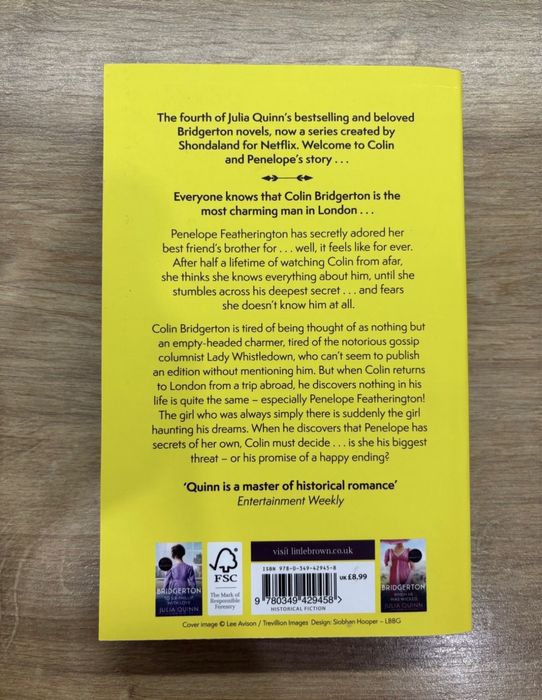 The fourth of Julia Quinn's bestselling and beloved
Bridgerton novels, now a series created by
Shondaland for Netflix. Welcome to Colin
and Penelope's story . . .
Everyone knows that Colin Bridgerton is the
most charming man in London . . .
Penelope Featherington has secretly adored her
best friend's brother for . . . well, it feels like for ever.
After half a lifetime of watching Colin from afar,
she thinks she knows everything about him, until she
stumbles across his deepest secret . . . and fears
she doesn't know him at all.
Colin Bridgerton is tired of being thought of as nothing but
an empty-headed charmer, tired of the notorious gossip
columnist Lady Whistledown, who can't seem to publish
an edition without mentioning him. But when Colin returns
to London from a trip abroad, he discovers nothing in his
life is quite the same – especially Penelope Featherington!
The girl who was always simply there is suddenly the girl
haunting his dreams. When he discovers that Penelope has
secrets of her own, Colin must decide . . . is she his biggest
threat – or his promise of a happy ending?
'Quinn is a master of historical romance'
Entertainment Weekly
BRIDGERTON
TO SIR PHILLIP,
WITH LOVE
JULIA QUINN
FSC
The Mark of
Responsible
Forestry
visit littlebrown.co.uk
ISBN 978-0-349-42945-8
UK £8.99
9 780349 429458 >
HISTORICAL FICTION
BRIDGERTON
WHEN HE
WAS WICKED
JULIA QUINN
Cover image © Lee Avison / Trevillion Images Design: Siobhan Hooper – LBBG